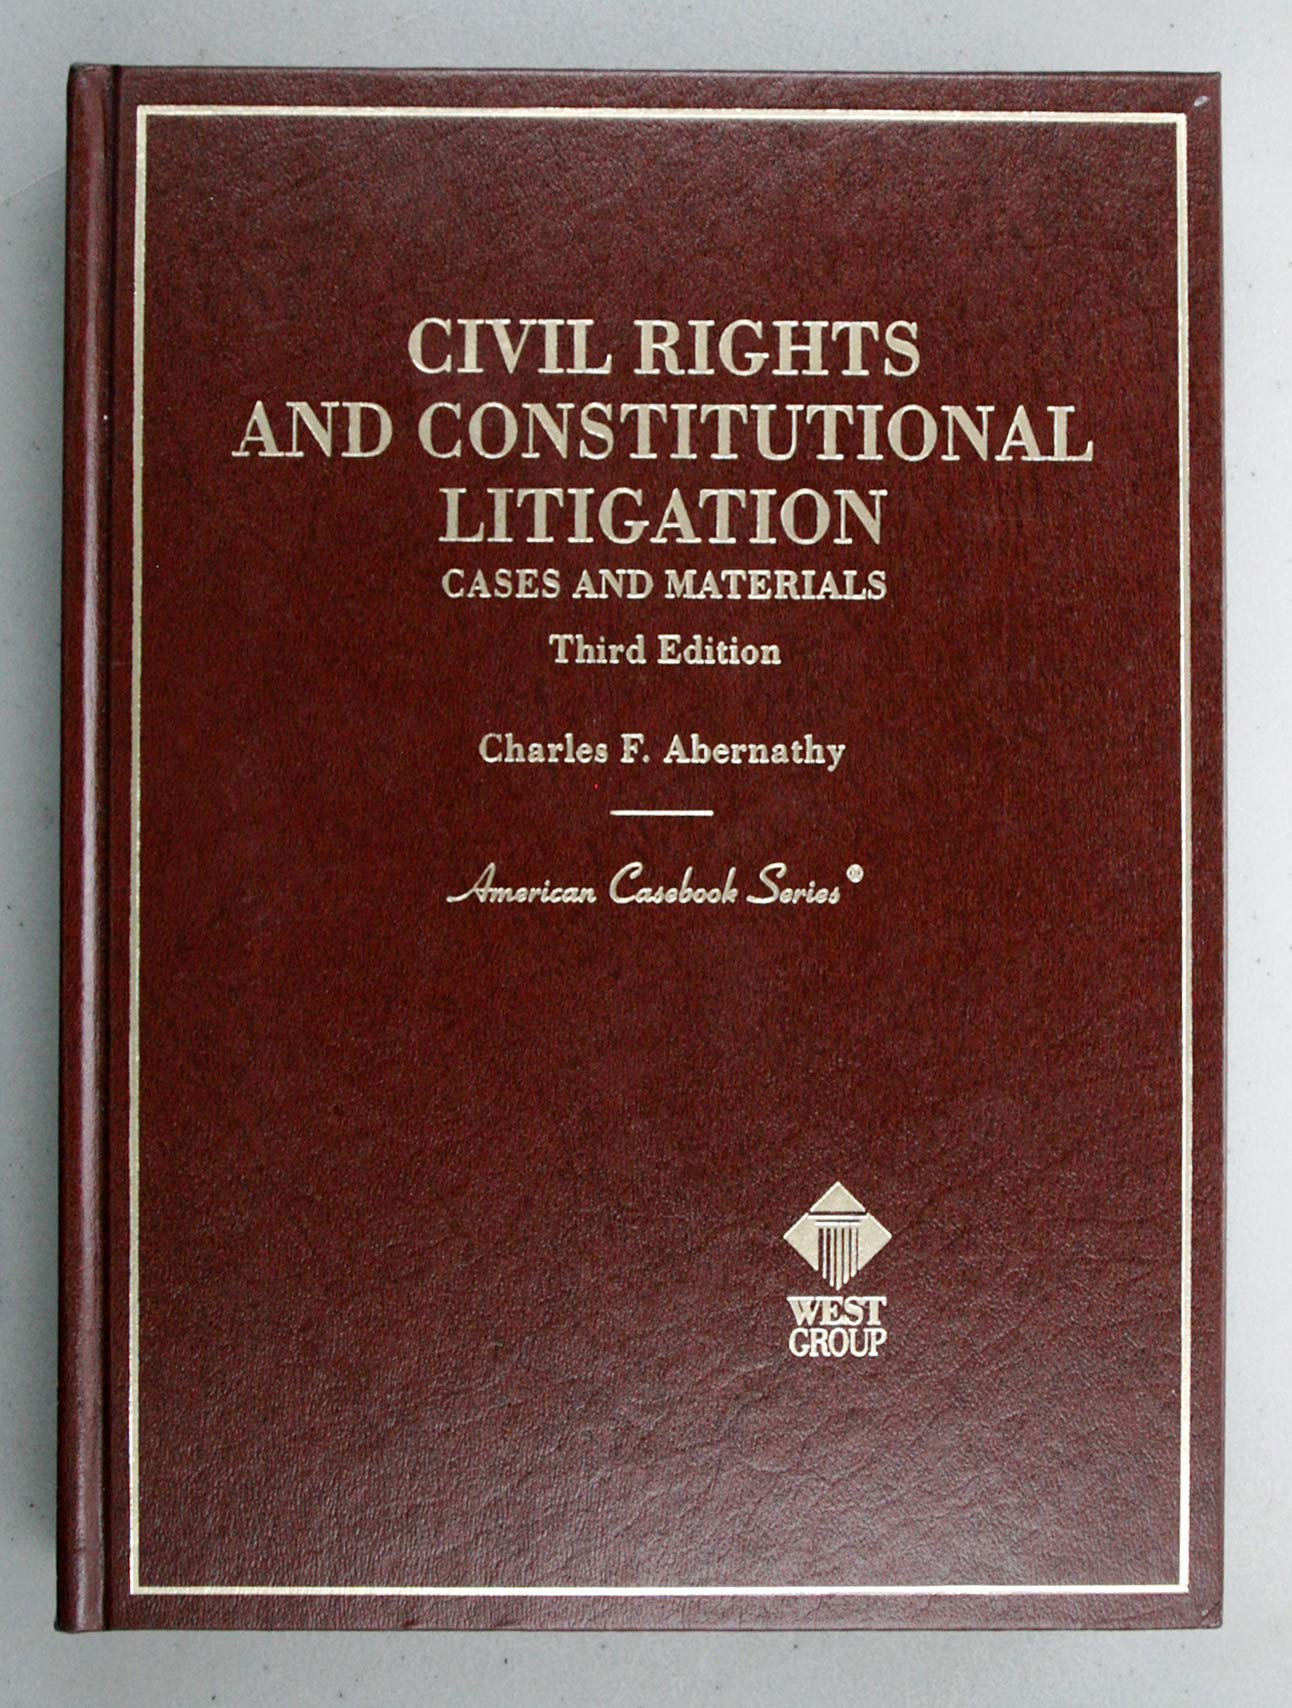 CIVIL RIGHTS
AND CONSTITUTIONAL
LITIGATION
CASES AND MATERIALS
Third Edition
Charles F. Abernathy
American Casebook Series®
WEST
GROUP